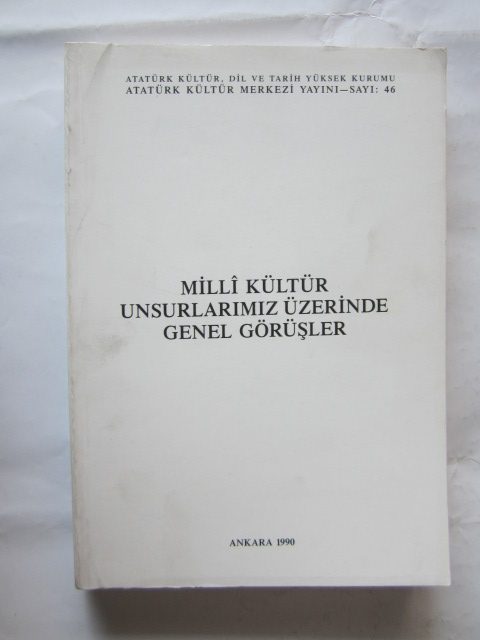 ATATÜRK KÜLTÜR, DİL VE TARİH YÜKSEK KURUMU
ATATÜRK KÜLTÜR MERKEZİ YAYINI—SAYI: 46
MİLLÎ KÜLTÜR
UNSURLARIMIZ ÜZERİNDE
GENEL GÖRÜŞLER
ANKARA 1990